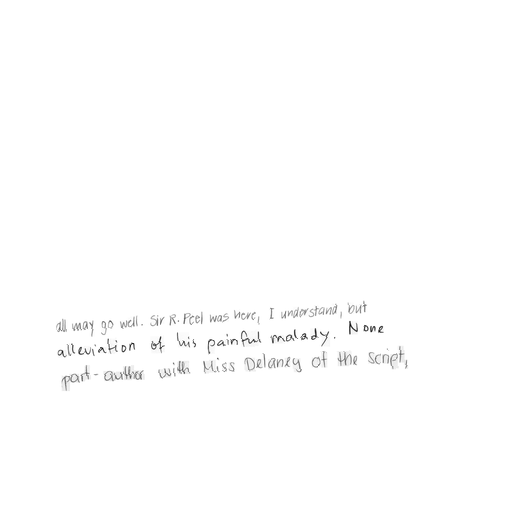 all may go well. Sir R. Peel was here, I understand, but
alleviation of his painful malady. None
part-author with Miss Delaney of the script,